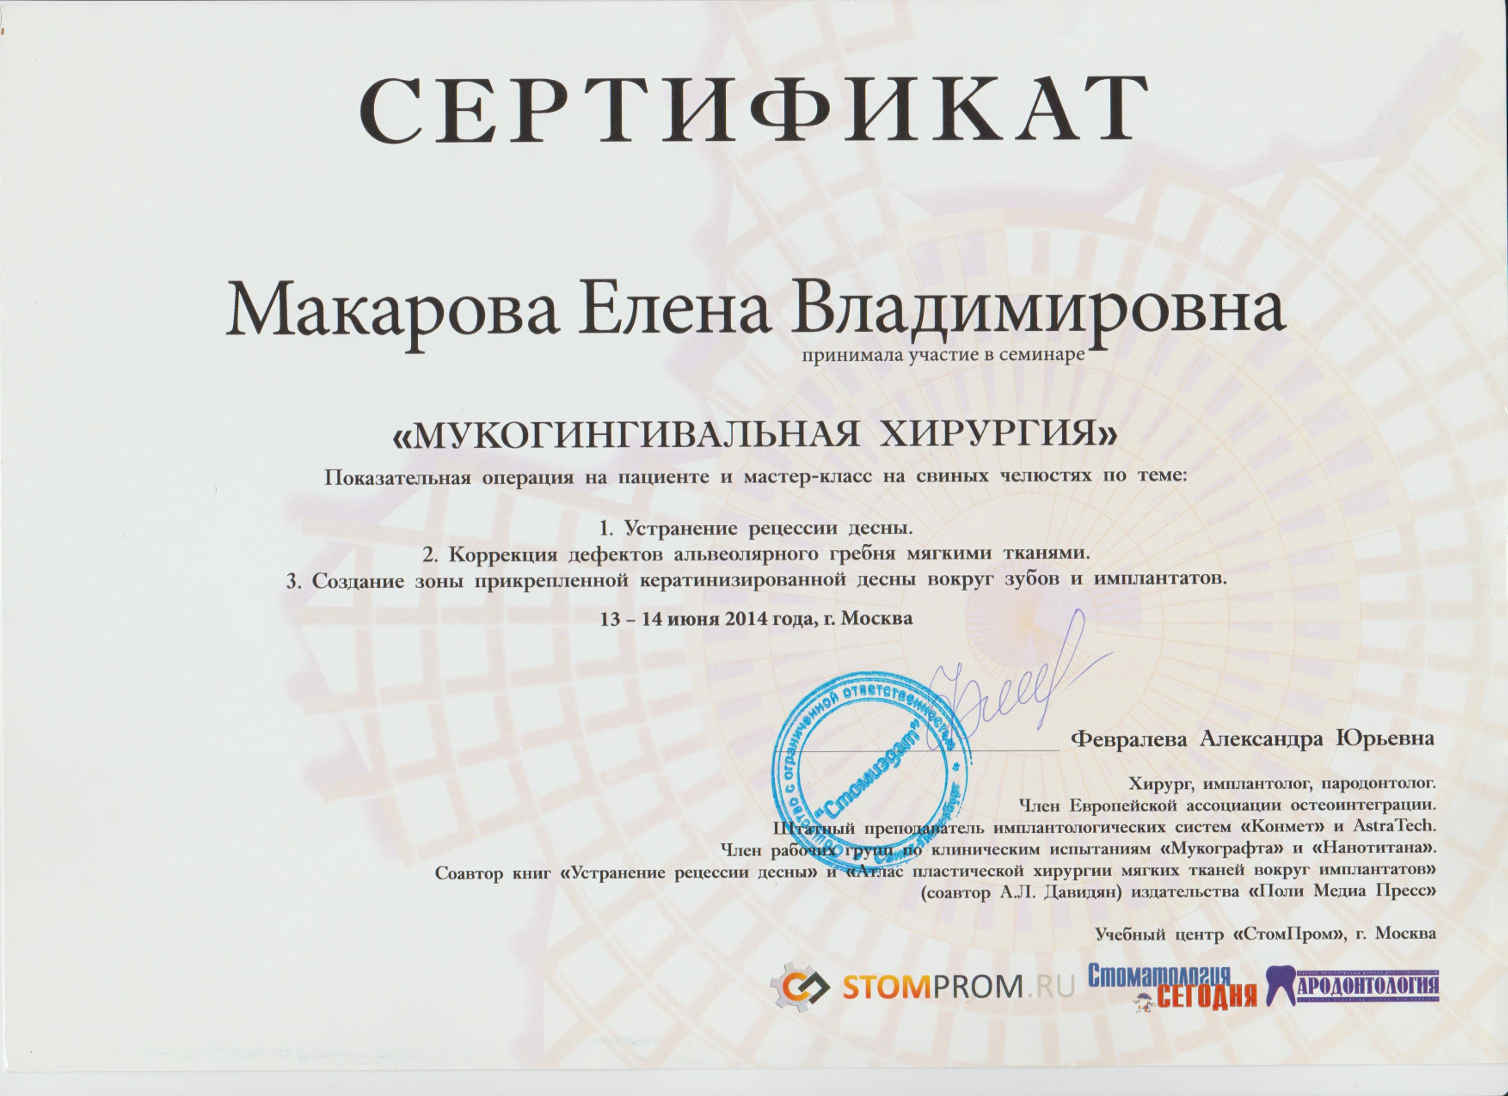 СЕРТИФИКАТ
Макарова Елена Владимировна
принимала участие в семинаре
«МУКОГИНГИВАЛЬНАЯ ХИРУРГИЯ»
Показательная операция на пациенте и мастер-класс на свиных челюстях по теме:
1. Устранение рецессии десны.
2. Коррекция дефектов альвеолярного гребня мягкими тканями.
3. Создание зоны прикрепленной кератинизированной десны вокруг зубов и имплантатов.
13 – 14 июня 2014 года, г. Москва
с ограниченной ответственностью
"Стомиздат"
Санкт-Петербург
Февралева Александра Юрьевна
Хирург, имплантолог, пародонтолог.
Член Европейской ассоциации остеоинтеграции.
Штатный преподаватель имплантологических систем «Конмет» и AstraTech.
Член рабочих групп по клиническим испытаниям «Мукографта» и «Нанотитана».
Соавтор книг «Устранение рецессии десны» и «Атлас пластической хирургии мягких тканей вокруг имплантатов»
(соавтор А.Л. Давидян) издательства «Поли Медиа Пресс»
Учебный центр «СтомПром», г. Москва
STOMPROM.RU
Стоматология
СЕГОДНЯ
ПАРОДОНТОЛОГИЯ